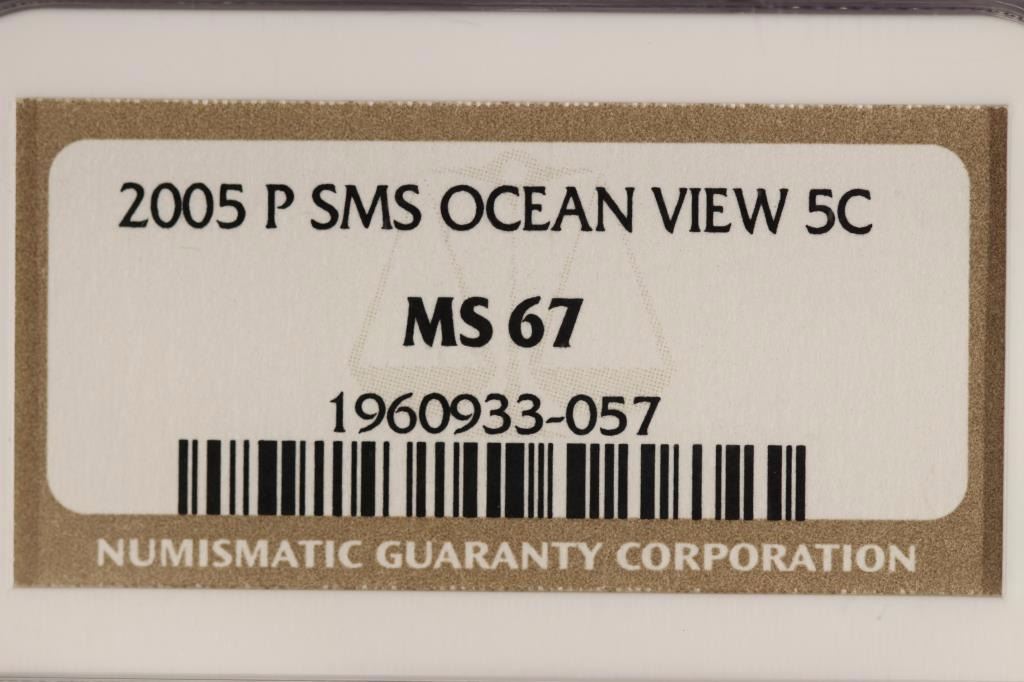 2005 P SMS OCEAN VIEW 5C
MS 67
1960933-057
NUMISMATIC GUARANTY CORPORATION